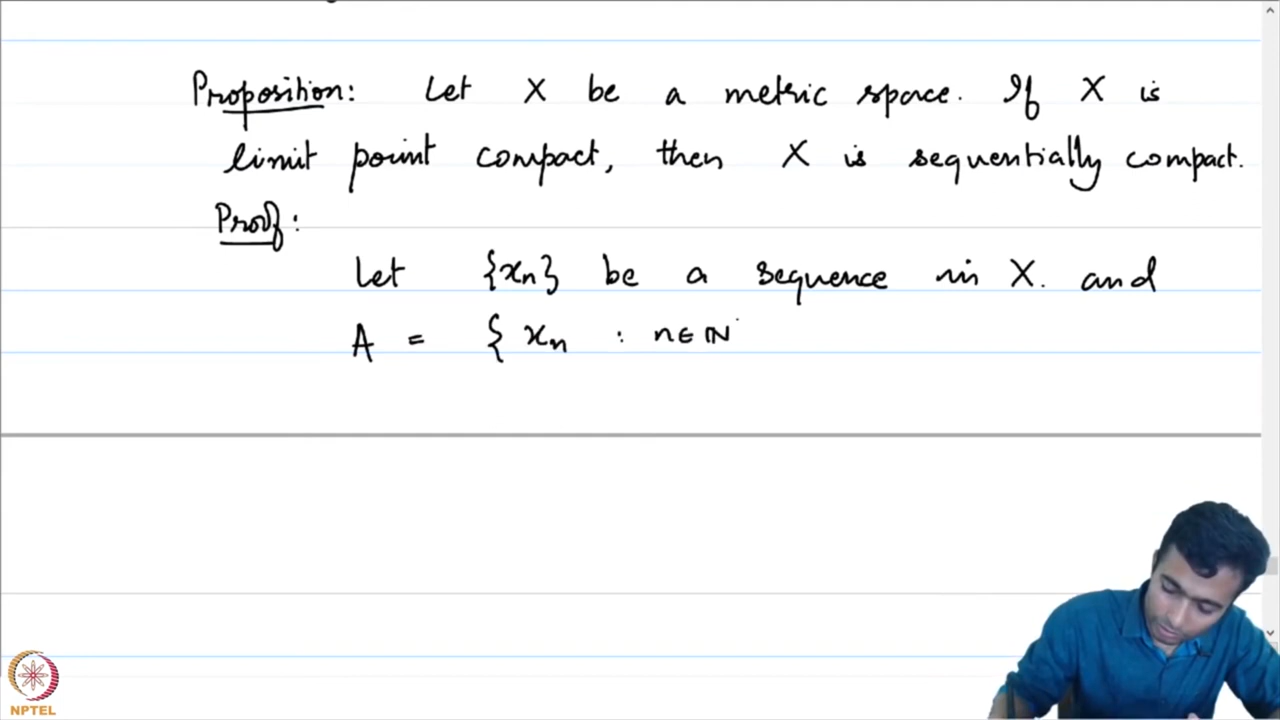 Proposition: Let X be a metric space. If X is
limit point compact, then X is sequentially compact.
Proof:
Let {xₙ} be a sequence in X. and
A = { xₙ : n∈ℕ
NPTEL